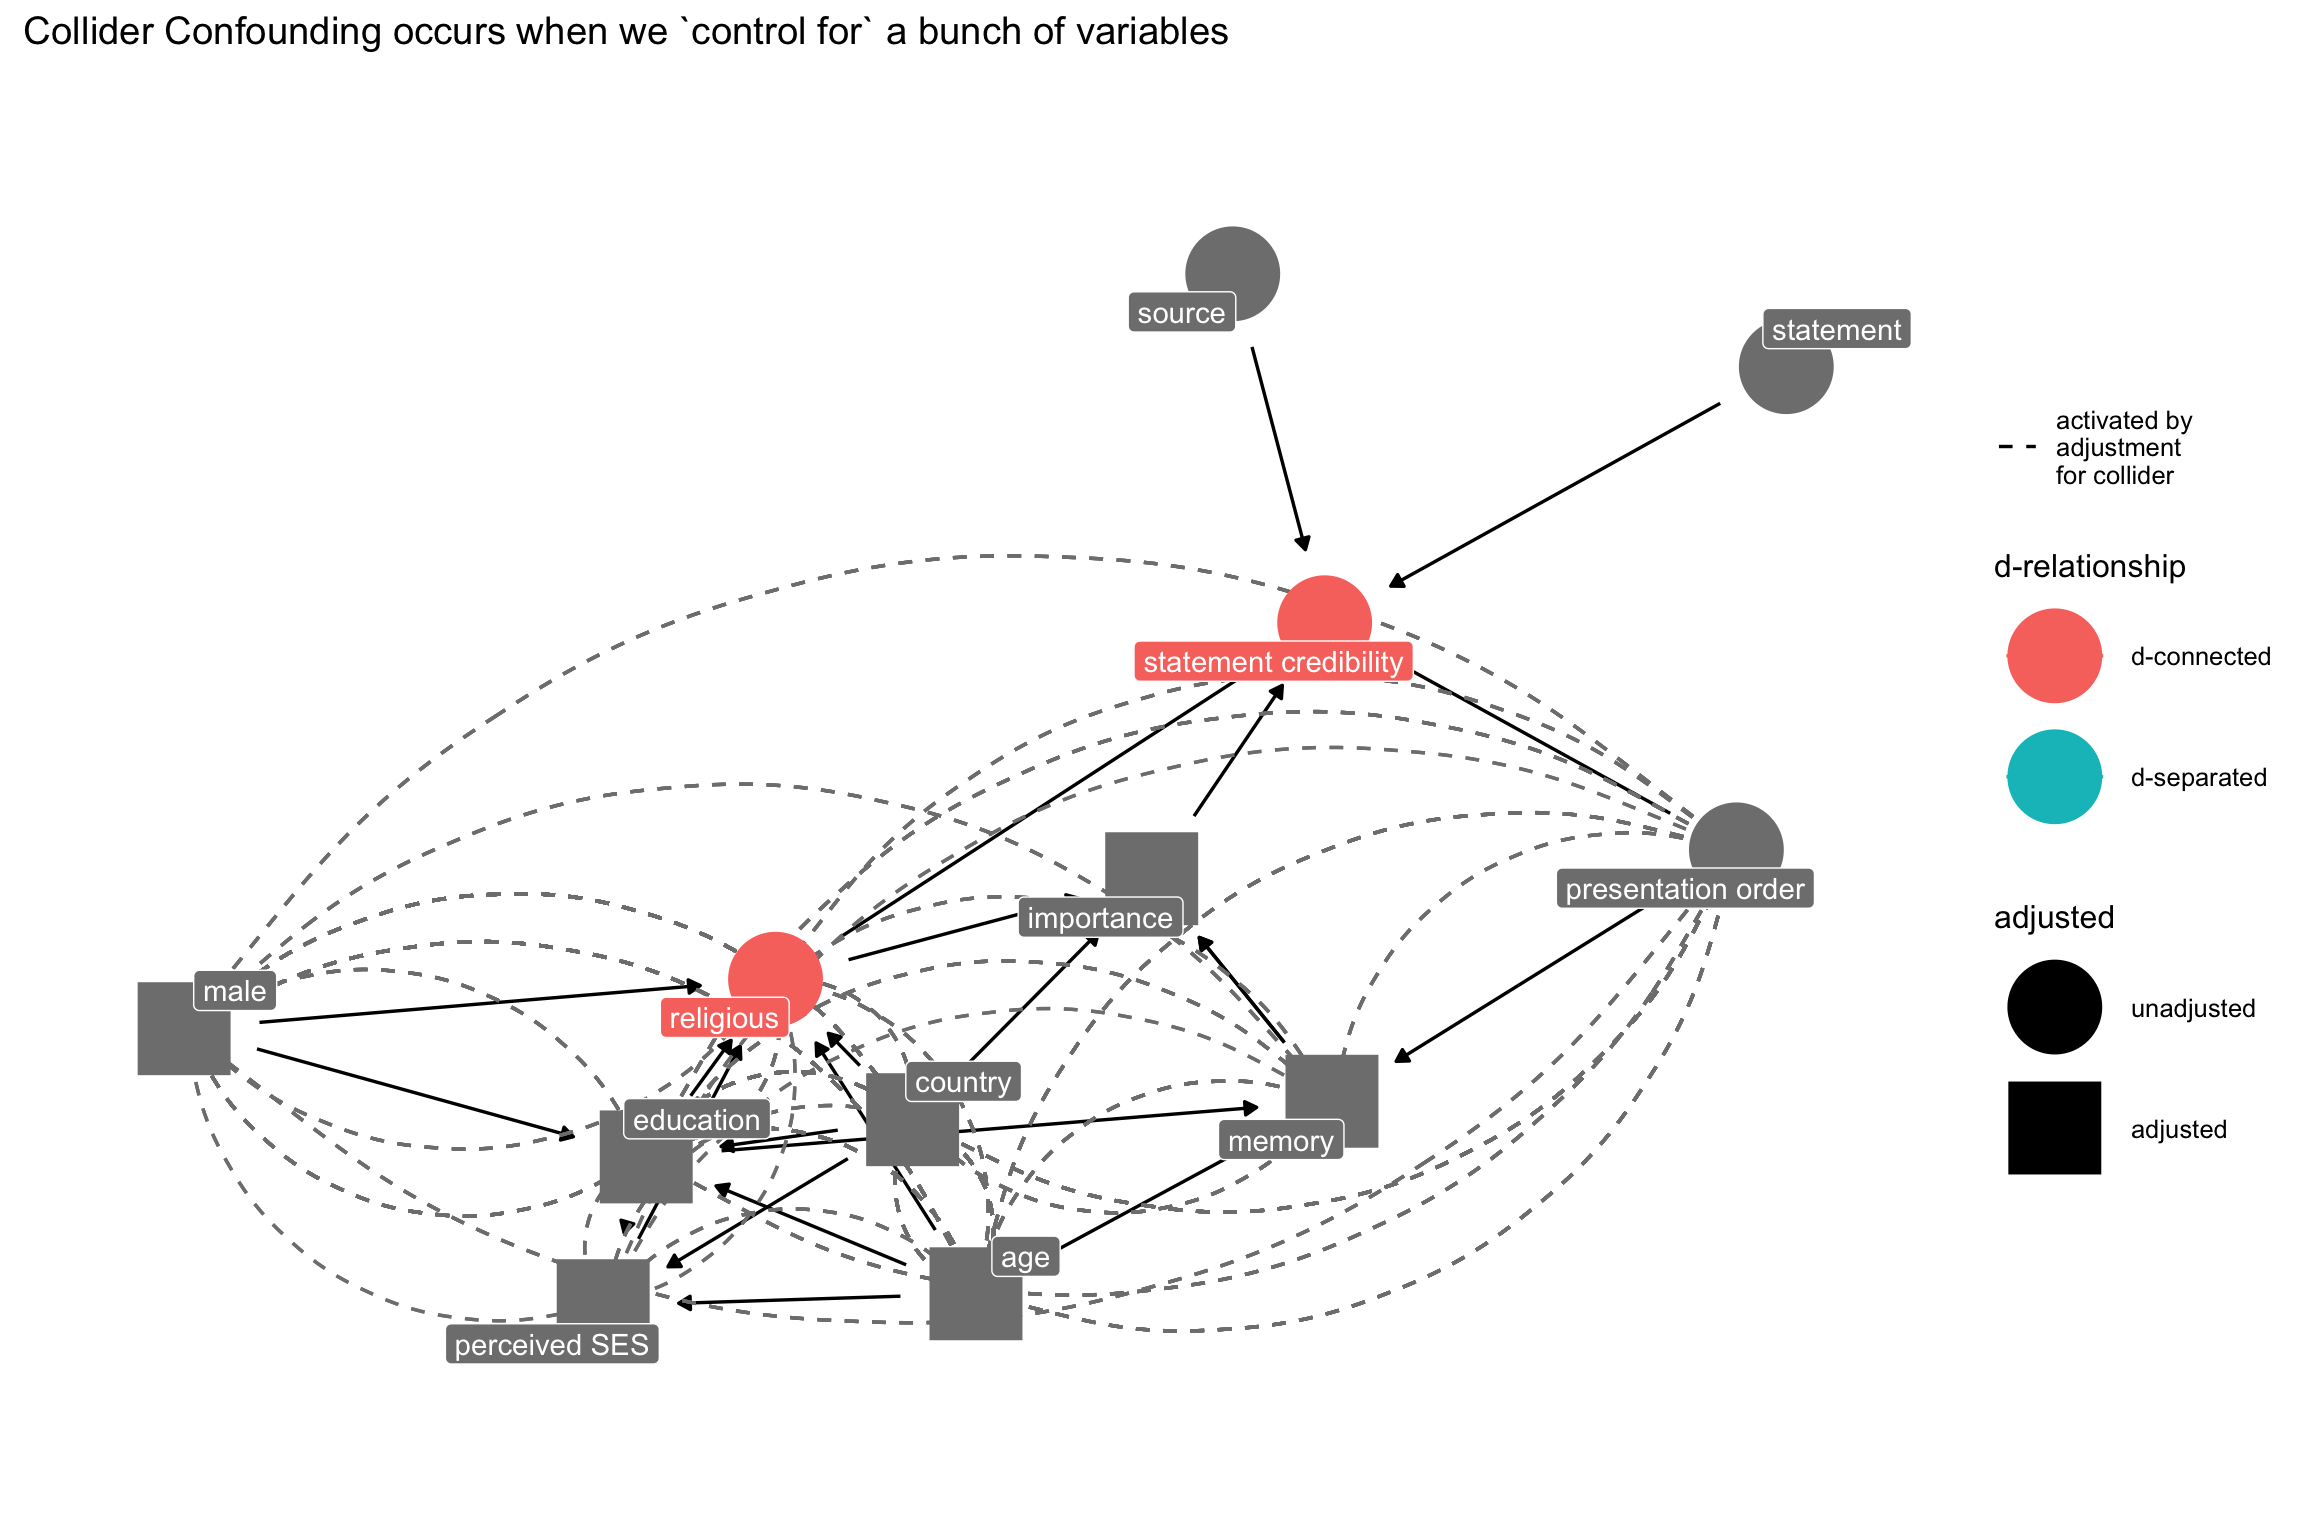 Collider Confounding occurs when we `control for` a bunch of variables
source
statement
activated by
adjustment
for collider
d-relationship
statement credibility
d-connected
d-separated
presentation order
importance
adjusted
male
religious
unadjusted
country
education
memory
adjusted
age
perceived SES